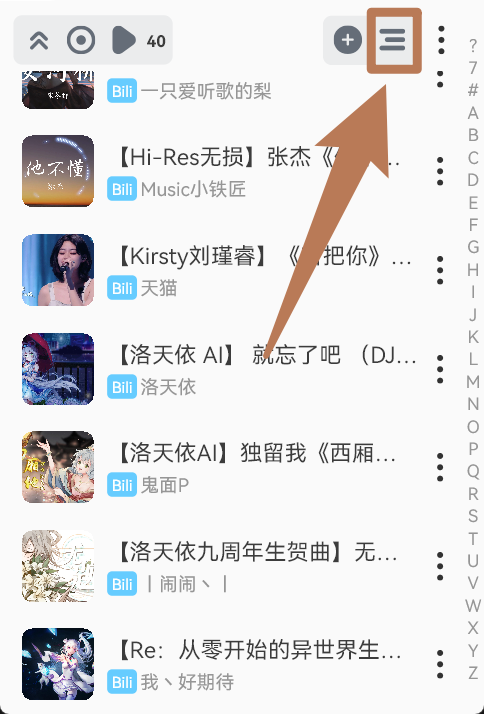 40
Bili 一只爱听歌的梨
他不懂
张杰
【Hi-Res无损】张杰《
…
Bili Music小铁匠
【Kirsty刘瑾睿】《
把你》…
Bili 天猫
【洛天依 AI】 就忘了吧 （DJ…
Bili 洛天依
【洛天依AI】独留我《西厢…
Bili 鬼面P
【洛天依九周年生贺曲】无…
Bili 丨闹闹丶丨
【Re：从零开始的异世界生…
Bili 我丶好期待
?
7
#
A
B
C
D
E
F
G
H
I
J
K
L
M
N
O
P
Q
R
S
T
U
V
W
X
Y
Z